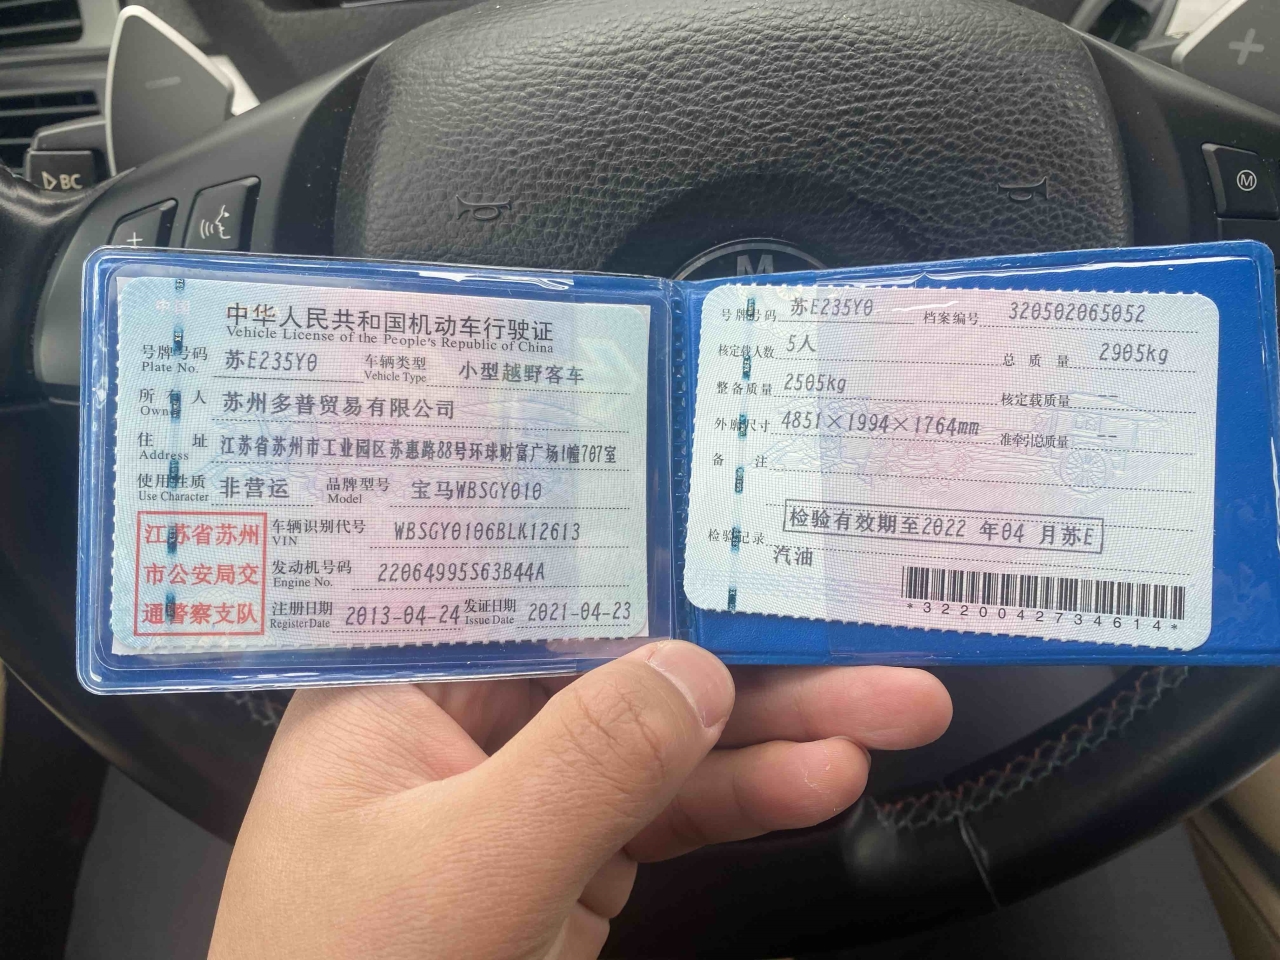 BC
+
M
M
+
中国
中华人民共和国机动车行驶证
Vehicle License of the People's Republic of China
号牌号码 Plate No. 苏E235Y0 车辆类型 Vehicle Type 小型越野客车
所有人 Owner 苏州多普贸易有限公司
住址 Address 江苏省苏州市工业园区苏惠路88号环球财富广场1幢707室
使用性质 Use Character 非营运 品牌型号 Model 宝马WBSGY010
江苏省苏州
市公安局交
通警察支队
车辆识别代号 VIN WBSGY0106BLK12613
发动机号码 Engine No. 22064995S63B44A
注册日期 Register Date 2013-04-24 发证日期 Issue Date 2021-04-23
号牌号码 苏E235Y0 档案编号 320502065052
核定载人数 5人 总质量 2905kg
整备质量 2505kg 核定载质量 --
外廓尺寸 4851×1994×1764mm 准牵引总质量 --
备注
检验有效期至2022年04月苏E
检验记录
汽油
*3220042734614*